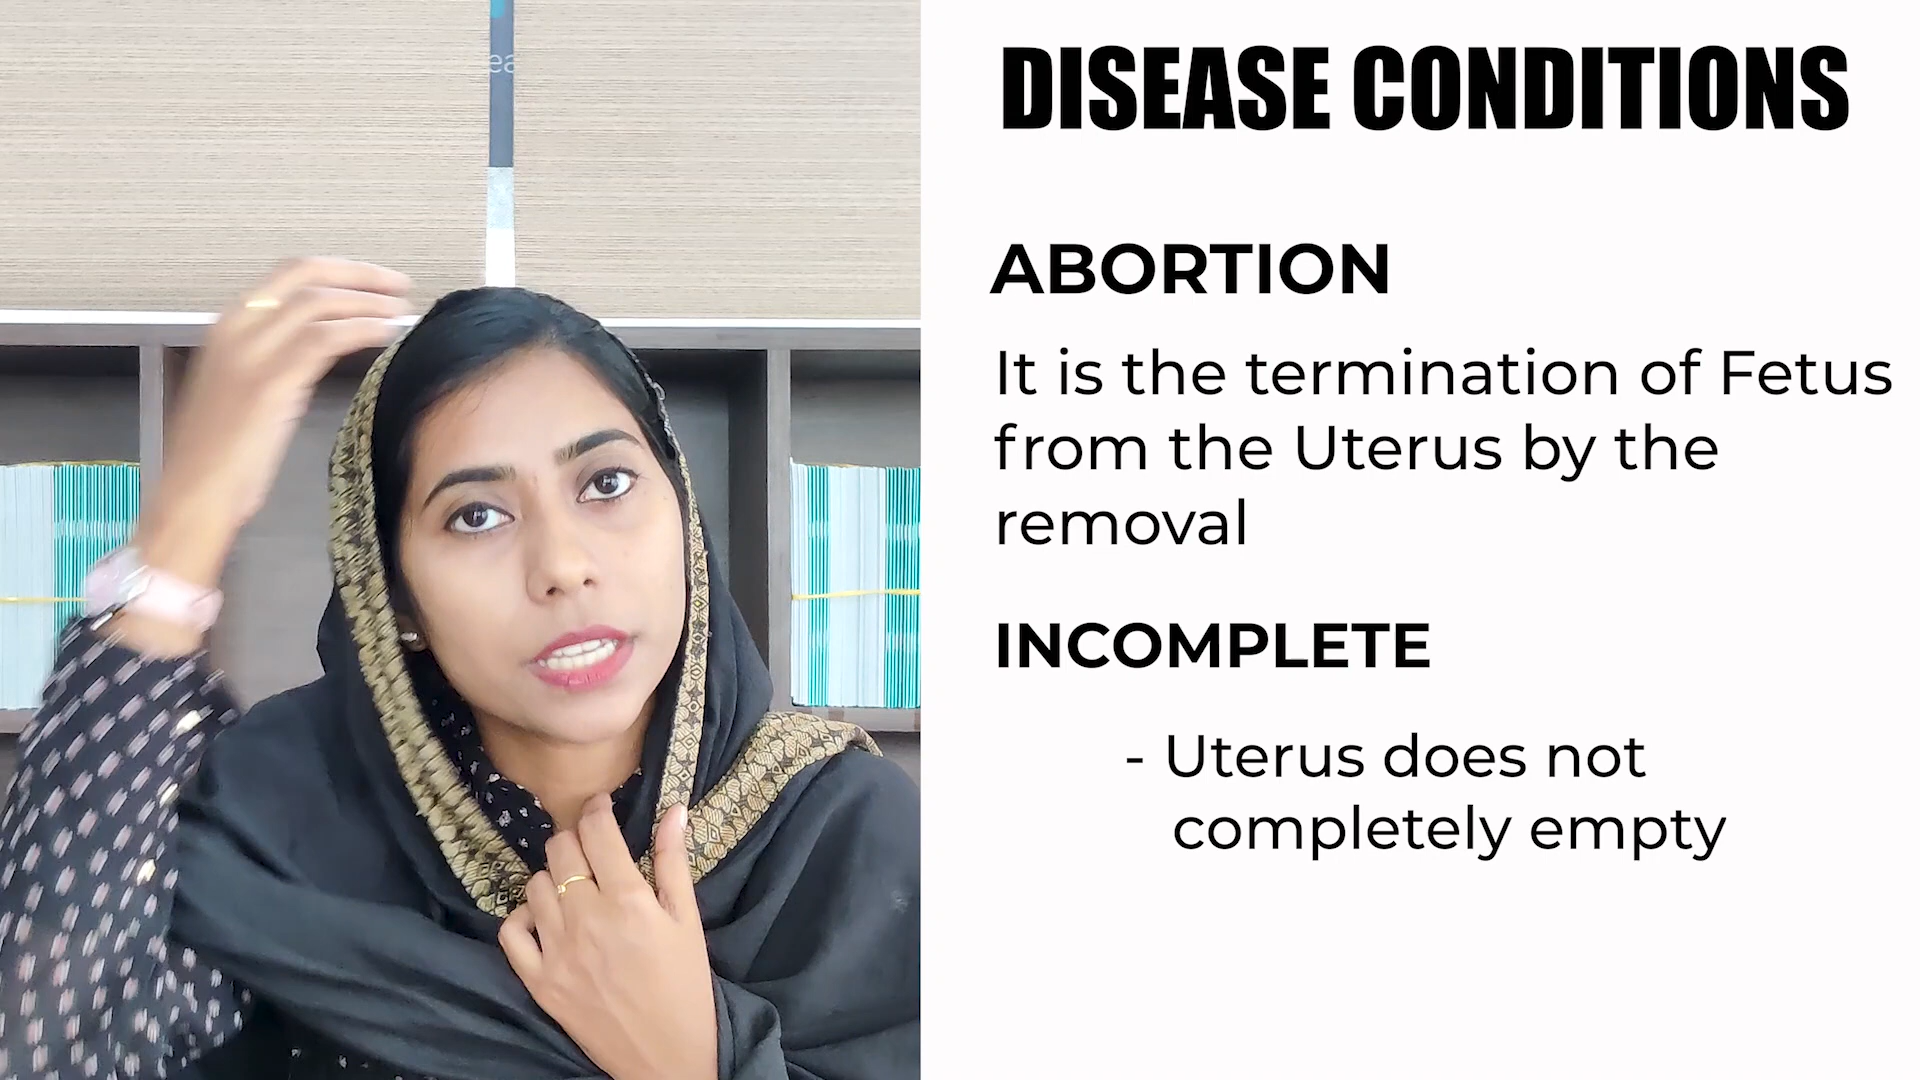 DISEASE CONDITIONS
ABORTION
It is the termination of Fetus
from the Uterus by the
removal
INCOMPLETE
- Uterus does not
completely empty